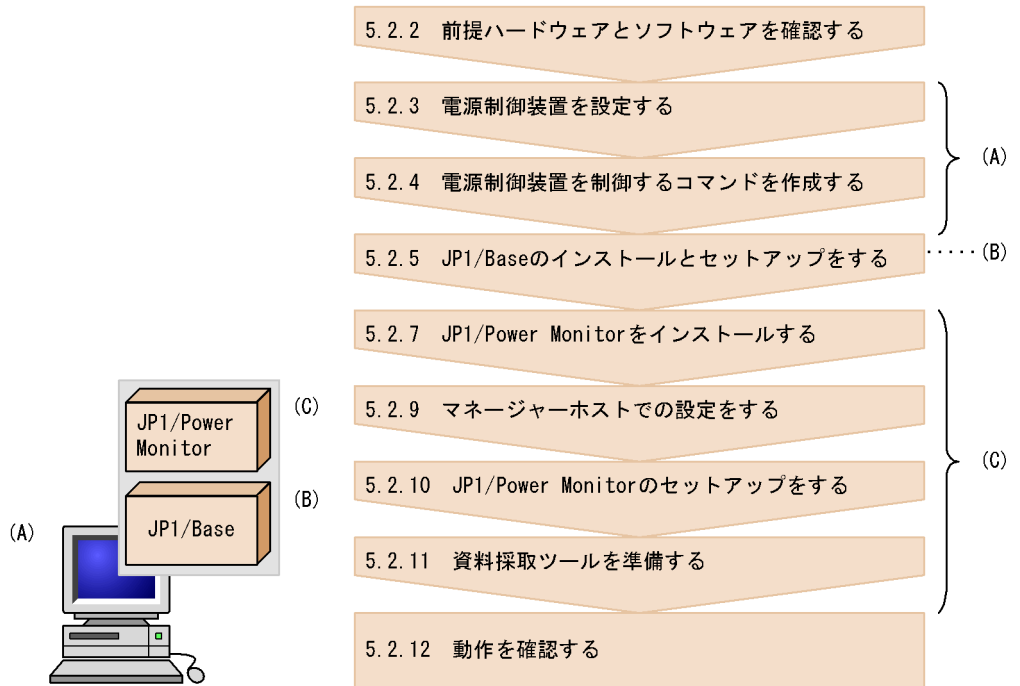 5.2.2 前提ハードウェアとソフトウェアを確認する
5.2.3 電源制御装置を設定する
5.2.4 電源制御装置を制御するコマンドを作成する
(A)
5.2.5 JP1/Baseのインストールとセットアップをする
(B)
5.2.7 JP1/Power Monitorをインストールする
5.2.9 マネージャーホストでの設定をする
5.2.10 JP1/Power Monitorのセットアップをする
5.2.11 資料採取ツールを準備する
(C)
5.2.12 動作を確認する
JP1/Power
Monitor
(C)
JP1/Base
(B)
(A)